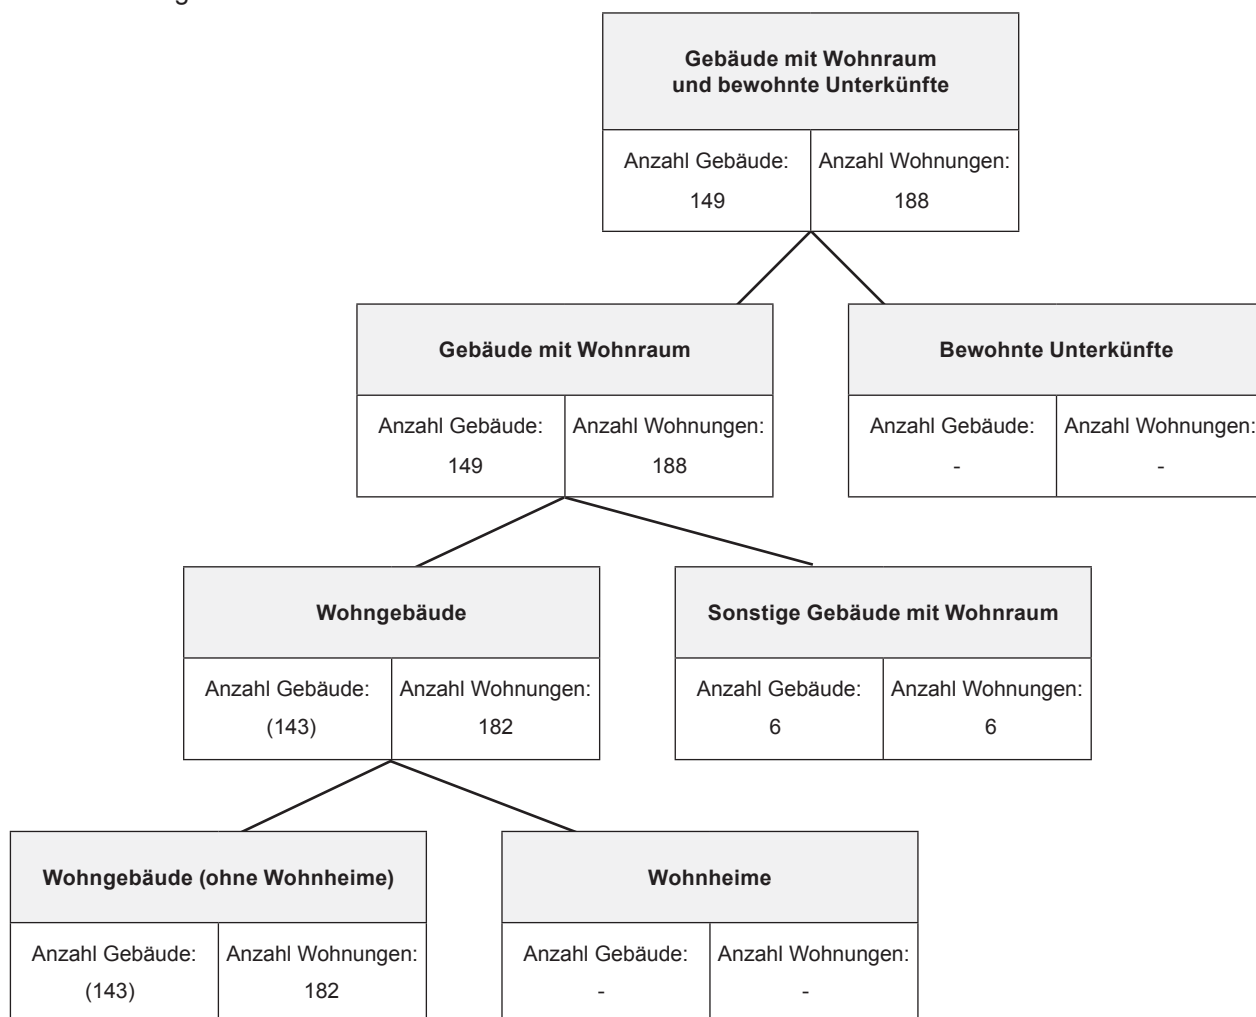 Gebäude mit Wohnraum
und bewohnte Unterkünfte
Anzahl Gebäude:
149
Anzahl Wohnungen:
188
Gebäude mit Wohnraum
Anzahl Gebäude:
149
Anzahl Wohnungen:
188
Bewohnte Unterkünfte
Anzahl Gebäude:
-
Anzahl Wohnungen:
-
Wohngebäude
Anzahl Gebäude:
(143)
Anzahl Wohnungen:
182
Sonstige Gebäude mit Wohnraum
Anzahl Gebäude:
6
Anzahl Wohnungen:
6
Wohngebäude (ohne Wohnheime)
Anzahl Gebäude:
(143)
Anzahl Wohnungen:
182
Wohnheime
Anzahl Gebäude:
-
Anzahl Wohnungen:
-